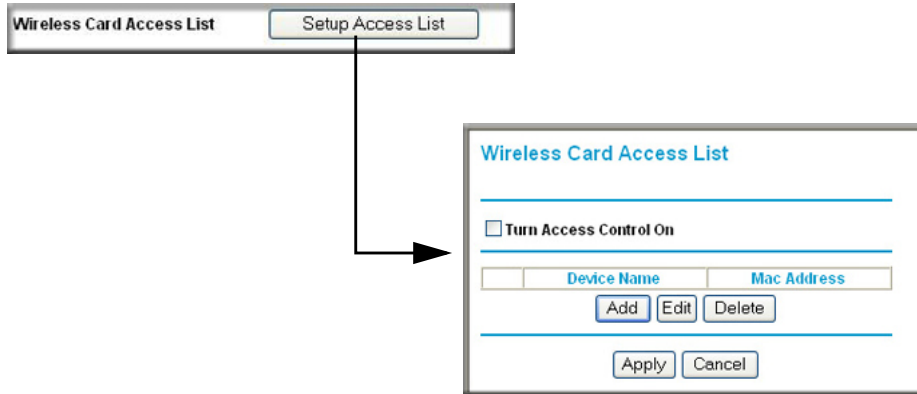 Wireless Card Access List Setup Access List
Wireless Card Access List
Turn Access Control On
Device Name Mac Address
Add Edit Delete
Apply Cancel